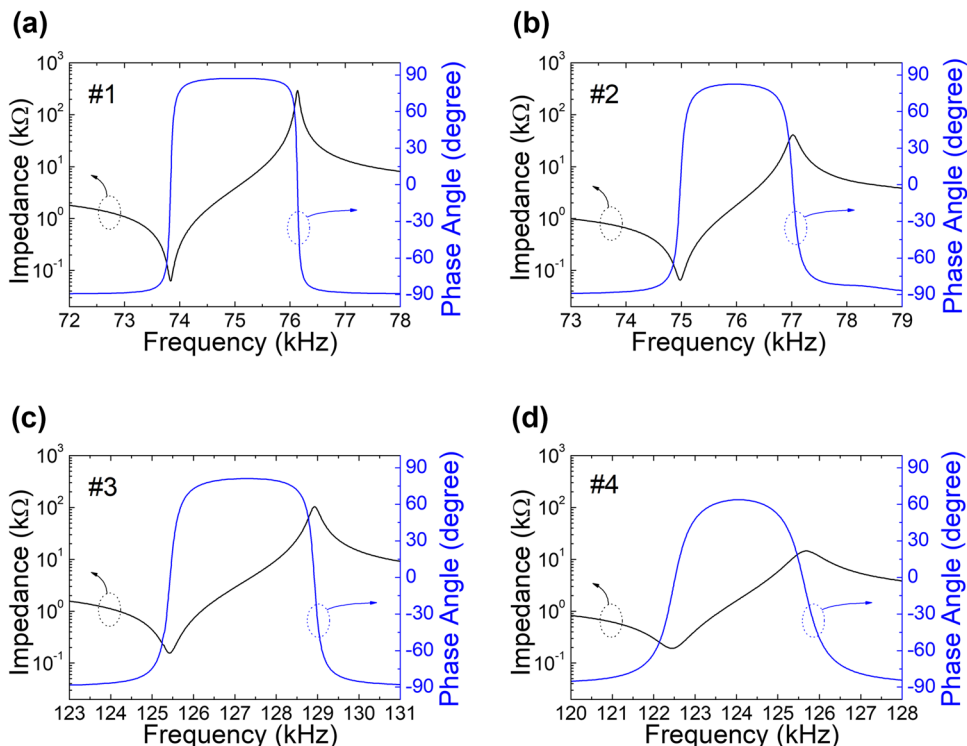 (a)
#1
Impedance (kΩ)
10³
10²
10¹
10⁰
10⁻¹
90
60
30
0
-30
-60
-90
Phase Angle (degree)
72 73 74 75 76 77 78
Frequency (kHz)
(b)
#2
Impedance (kΩ)
10³
10²
10¹
10⁰
10⁻¹
90
60
30
0
-30
-60
-90
Phase Angle (degree)
73 74 75 76 77 78 79
Frequency (kHz)
(c)
#3
Impedance (kΩ)
10³
10²
10¹
10⁰
10⁻¹
90
60
30
0
-30
-60
-90
Phase Angle (degree)
123 124 125 126 127 128 129 130 131
Frequency (kHz)
(d)
#4
Impedance (kΩ)
10³
10²
10¹
10⁰
10⁻¹
90
60
30
0
-30
-60
-90
Phase Angle (degree)
120 121 122 123 124 125 126 127 128
Frequency (kHz)